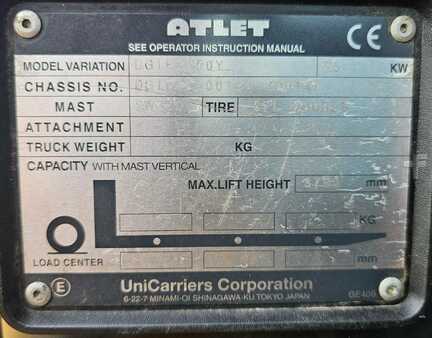 ATLET
SEE OPERATOR INSTRUCTION MANUAL
CE
MODEL VARIATION KW
CHASSIS NO.
MAST TIRE
ATTACHMENT
TRUCK WEIGHT KG
CAPACITY WITH MAST VERTICAL
MAX.LIFT HEIGHT mm
KG
LOAD CENTER mm
E UniCarriers Corporation
6-22-7 MINAMI-OI SHINAGAWA-KU TOKYO JAPAN